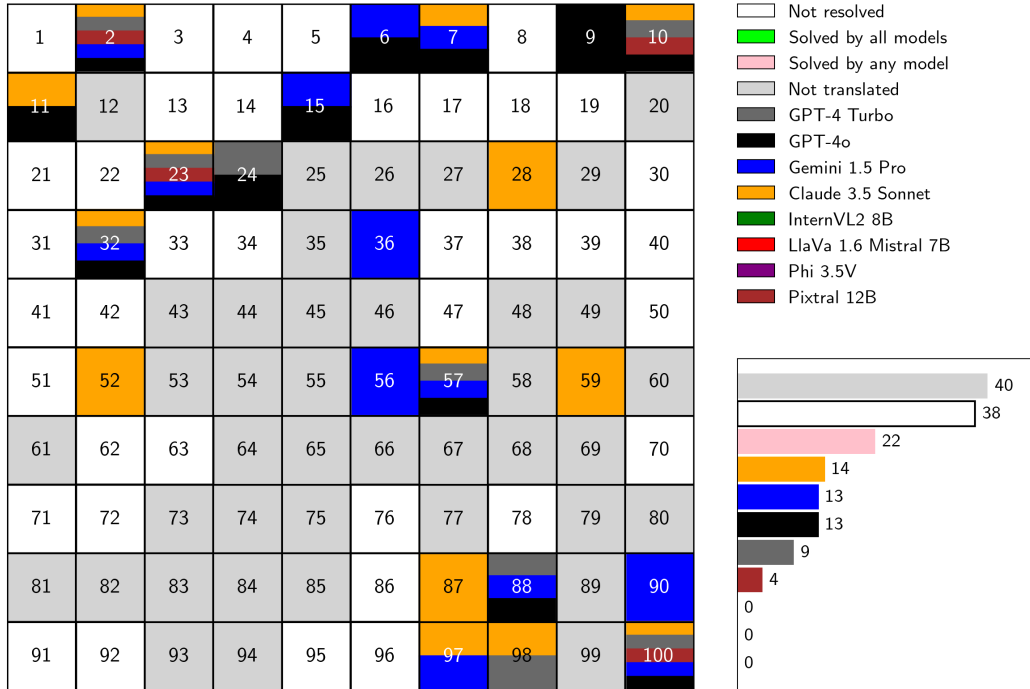 1 2 3 4 5 6 7 8 9 10
11 12 13 14 15 16 17 18 19 20
21 22 23 24 25 26 27 28 29 30
31 32 33 34 35 36 37 38 39 40
41 42 43 44 45 46 47 48 49 50
51 52 53 54 55 56 57 58 59 60
61 62 63 64 65 66 67 68 69 70
71 72 73 74 75 76 77 78 79 80
81 82 83 84 85 86 87 88 89 90
91 92 93 94 95 96 97 98 99 100
Not resolved
Solved by all models
Solved by any model
Not translated
GPT-4 Turbo
GPT-4o
Gemini 1.5 Pro
Claude 3.5 Sonnet
InternVL2 8B
LlaVa 1.6 Mistral 7B
Phi 3.5V
Pixtral 12B
40
38
22
14
13
13
9
4
0
0
0